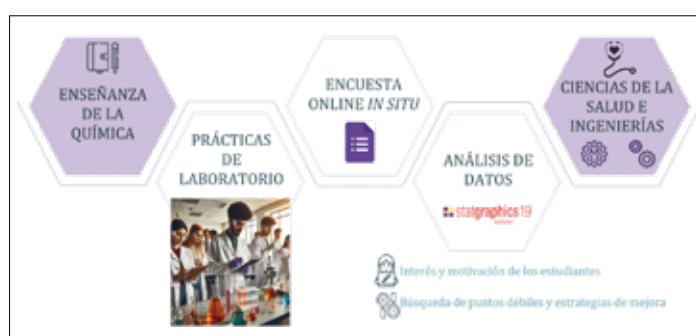 ENSEÑANZA
DE LA
QUÍMICA
PRÁCTICAS
DE
LABORATORIO
ENCUESTA
ONLINE IN SITU
ANÁLISIS DE
DATOS
statgraphics 19
CIENCIAS DE LA
SALUD E
INGENIERÍAS
Interés y motivación de los estudiantes
Búsqueda de puntos débiles y estrategias de mejora